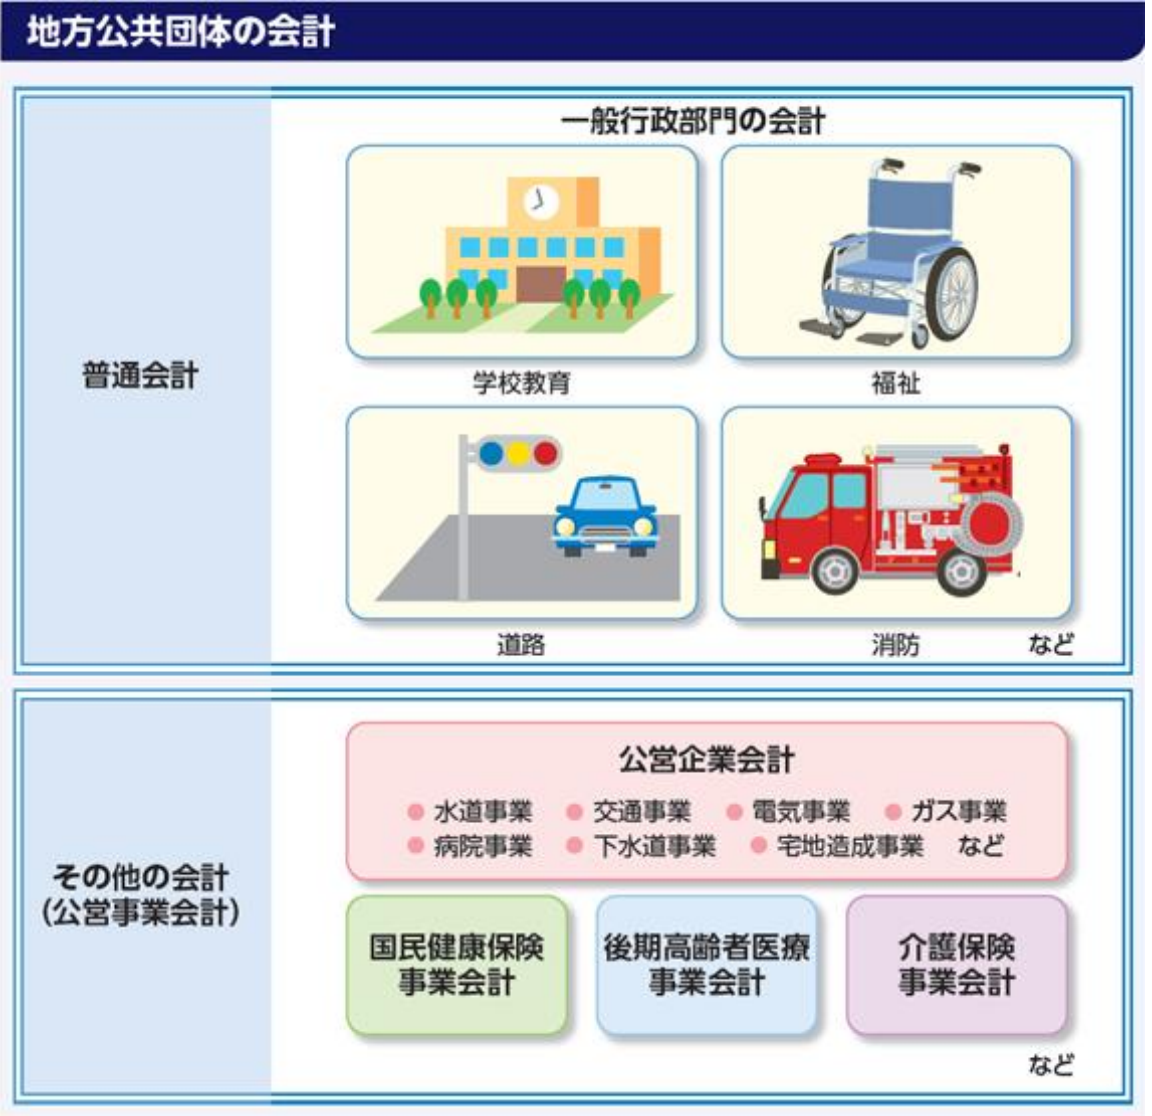 地方公共団体の会計
一般行政部門の会計
普通会計
学校教育
福祉
道路
消防
など
公営企業会計
● 水道事業 ● 交通事業 ● 電気事業 ● ガス事業
● 病院事業 ● 下水道事業 ● 宅地造成事業 など
その他の会計
(公営事業会計)
国民健康保険
事業会計
後期高齢者医療
事業会計
介護保険
事業会計
など